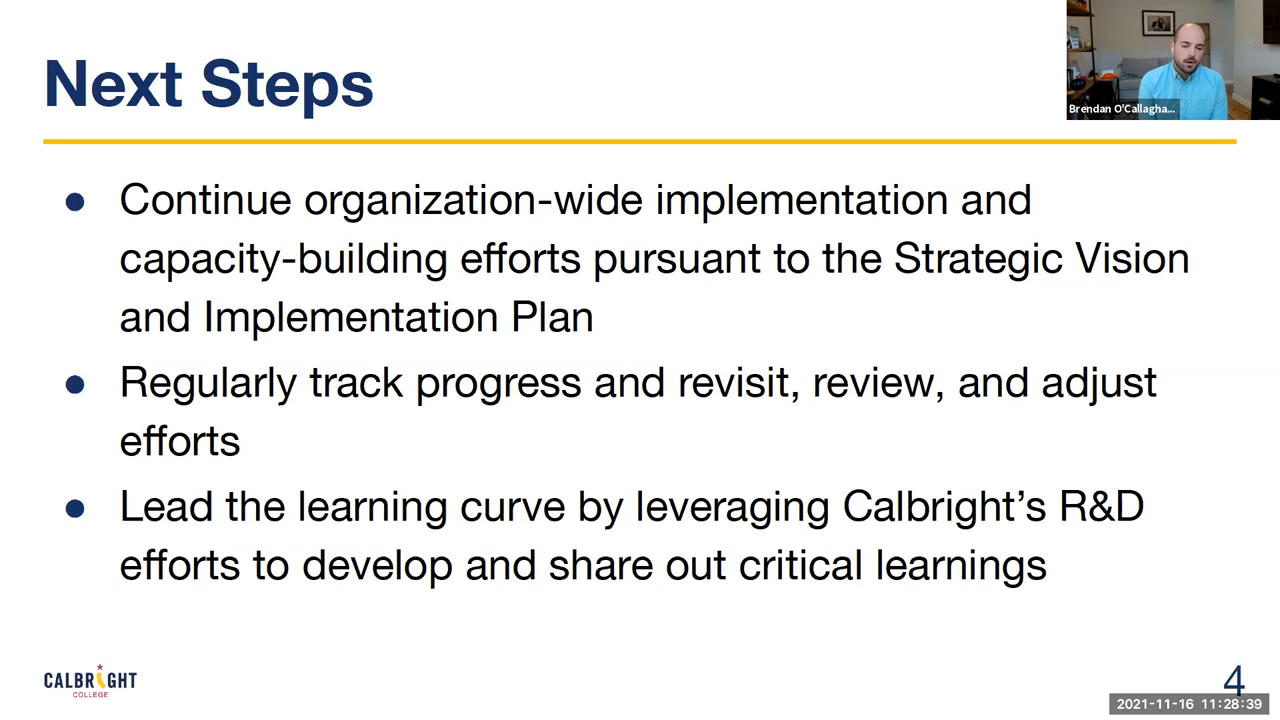 Next Steps
Brendan O'Callagha...
● Continue organization-wide implementation and
capacity-building efforts pursuant to the Strategic Vision
and Implementation Plan
● Regularly track progress and revisit, review, and adjust
efforts
● Lead the learning curve by leveraging Calbright’s R&D
efforts to develop and share out critical learnings
CALBRIGHT
COLLEGE
4
2021-11-16 11:28:39